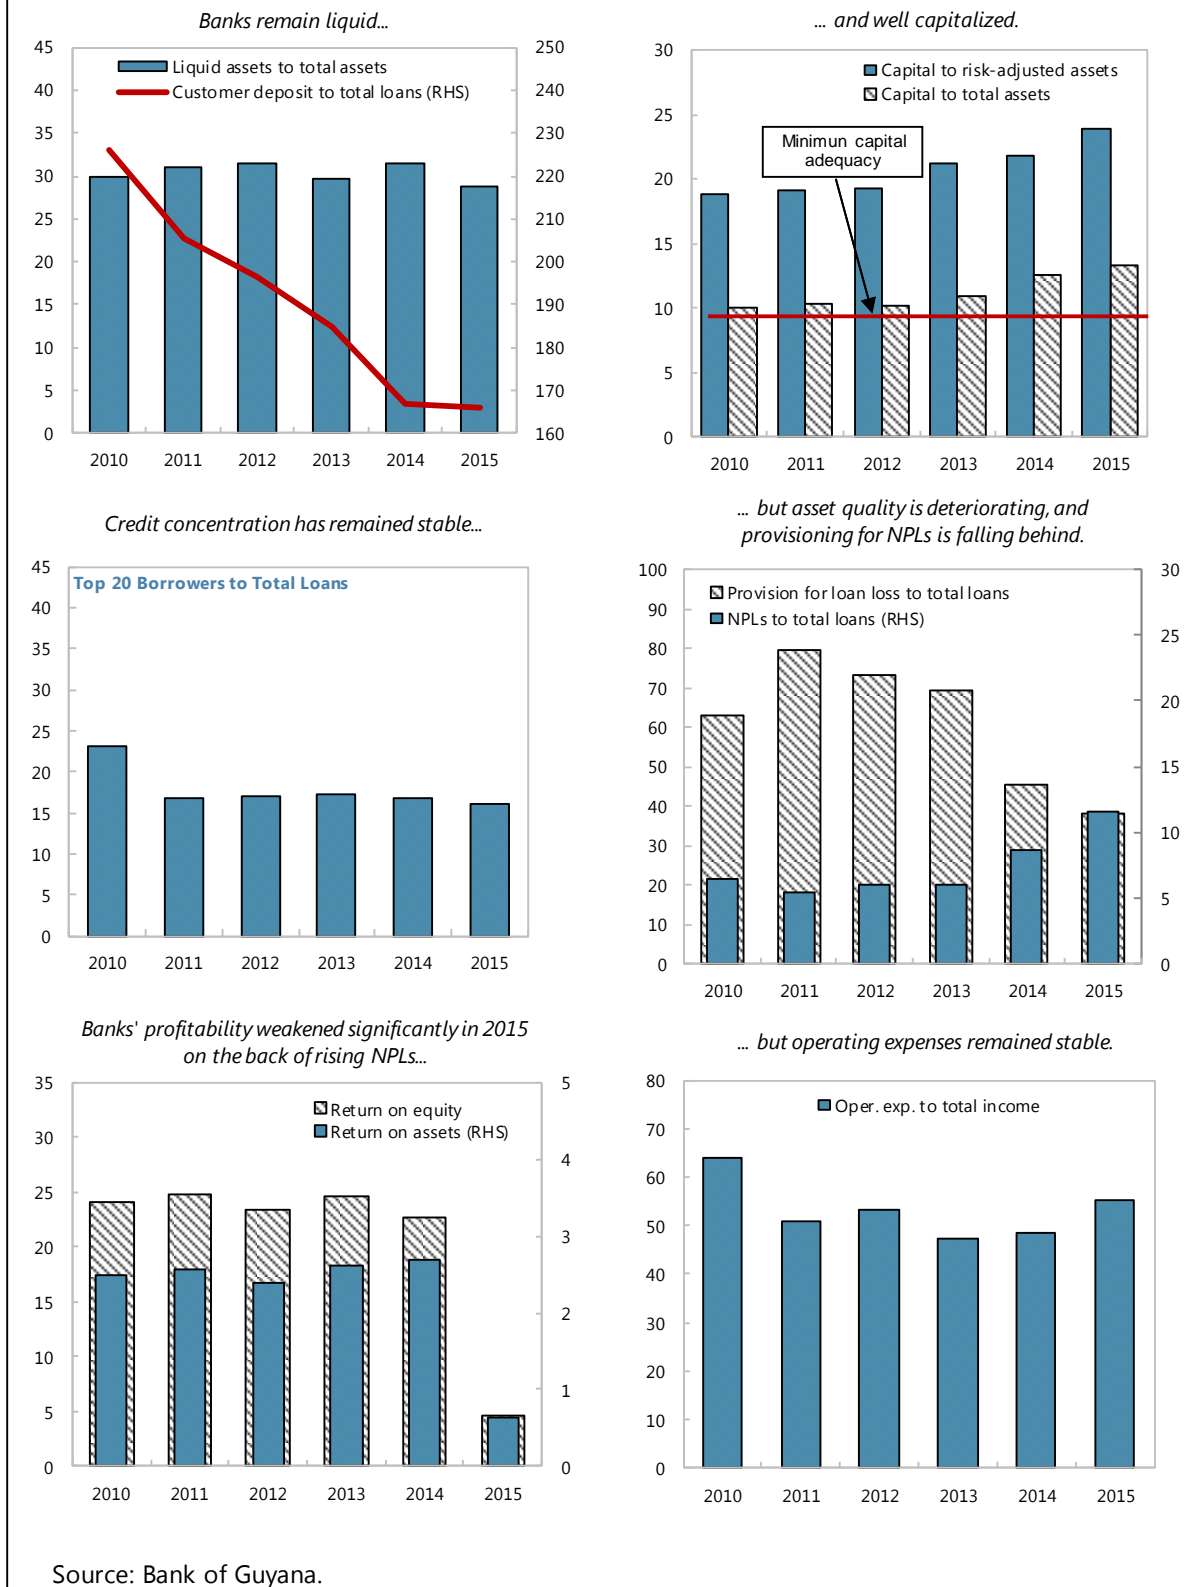 Banks remain liquid...
45
40
35
30
25
20
15
10
5
0
250
240
230
220
210
200
190
180
170
160
Liquid assets to total assets
Customer deposit to total loans (RHS)
2010 2011 2012 2013 2014 2015
... and well capitalized.
30
25
20
15
10
5
0
Capital to risk-adjusted assets
Capital to total assets
Minimun capital
adequacy
2010 2011 2012 2013 2014 2015
Credit concentration has remained stable...
45
40
35
30
25
20
15
10
5
0
Top 20 Borrowers to Total Loans
2010 2011 2012 2013 2014 2015
... but asset quality is deteriorating, and
provisioning for NPLs is falling behind.
100
90
80
70
60
50
40
30
20
10
0
30
25
20
15
10
5
0
Provision for loan loss to total loans
NPLs to total loans (RHS)
2010 2011 2012 2013 2014 2015
Banks' profitability weakened significantly in 2015
on the back of rising NPLs...
35
30
25
20
15
10
5
0
5
4
3
2
1
0
Return on equity
Return on assets (RHS)
2010 2011 2012 2013 2014 2015
... but operating expenses remained stable.
80
70
60
50
40
30
20
10
0
Oper. exp. to total income
2010 2011 2012 2013 2014 2015
Source: Bank of Guyana.